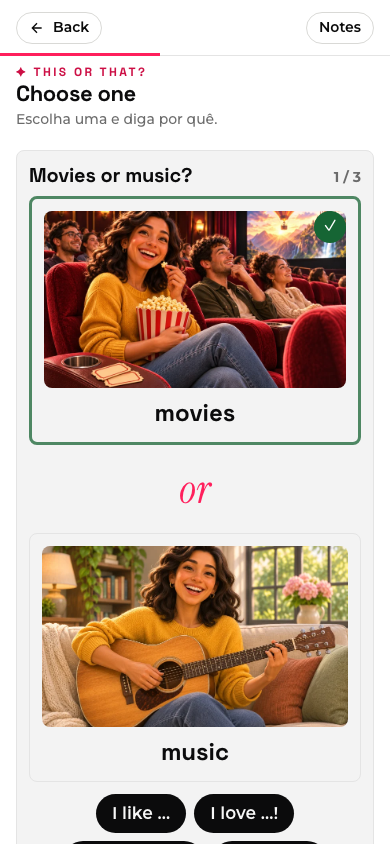 ← Back
Notes
✦ THIS OR THAT?
Choose one
Escolha uma e diga por quê.
Movies or music?
1 / 3
movies
or
music
I like ...
I love ...!